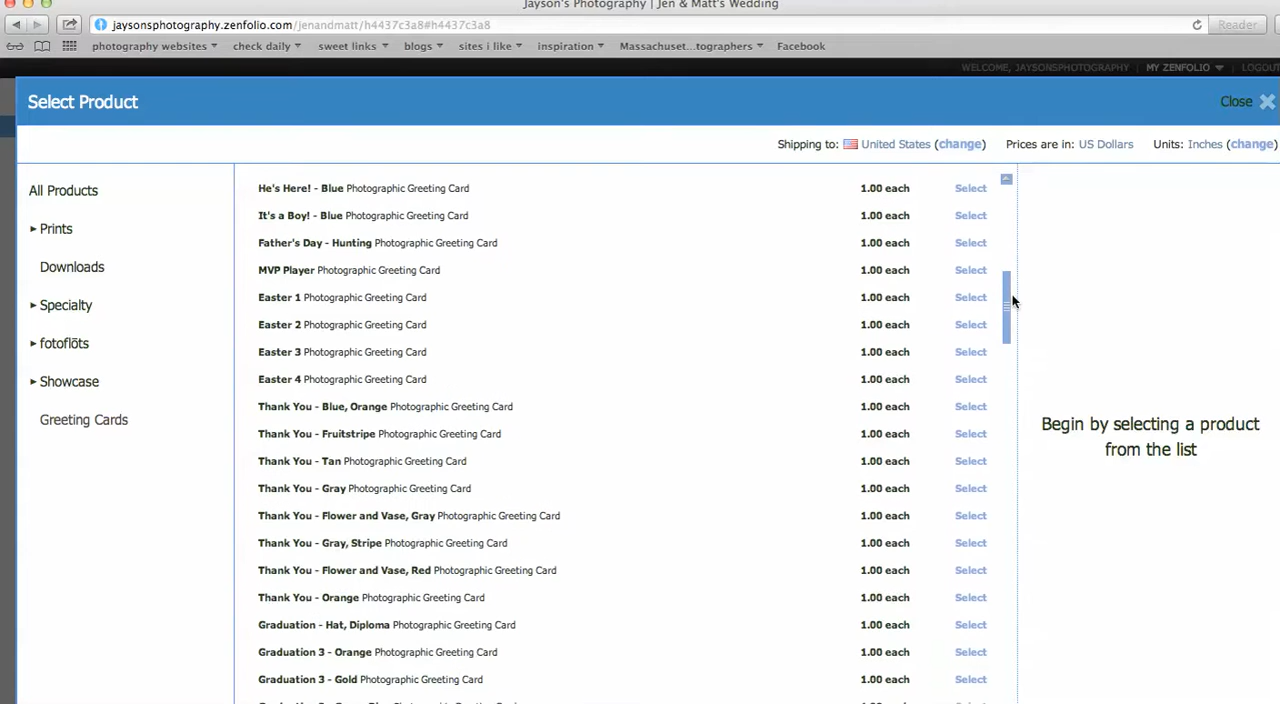 Jayson's Photography | Jen & Matt's Wedding
jaysonsphotography.zenfolio.com/jenandmatt/h4437c3a8#h4437c3a8
Reader
photography websites check daily sweet links blogs sites i like inspiration Massachuset...tographers Facebook
WELCOME, JAYSONSPHOTOGRAPHY MY ZENFOLIO LOGOUT
Select Product Close
Shipping to: United States (change) Prices are in: US Dollars Units: Inches (change)
All Products
Prints
Downloads
Specialty
fotoflōts
Showcase
Greeting Cards
He's Here! - Blue Photographic Greeting Card 1.00 each Select
It's a Boy! - Blue Photographic Greeting Card 1.00 each Select
Father's Day - Hunting Photographic Greeting Card 1.00 each Select
MVP Player Photographic Greeting Card 1.00 each Select
Easter 1 Photographic Greeting Card 1.00 each Select
Easter 2 Photographic Greeting Card 1.00 each Select
Easter 3 Photographic Greeting Card 1.00 each Select
Easter 4 Photographic Greeting Card 1.00 each Select
Thank You - Blue, Orange Photographic Greeting Card 1.00 each Select
Thank You - Fruitstripe Photographic Greeting Card 1.00 each Select
Thank You - Tan Photographic Greeting Card 1.00 each Select
Thank You - Gray Photographic Greeting Card 1.00 each Select
Thank You - Flower and Vase, Gray Photographic Greeting Card 1.00 each Select
Thank You - Gray, Stripe Photographic Greeting Card 1.00 each Select
Thank You - Flower and Vase, Red Photographic Greeting Card 1.00 each Select
Thank You - Orange Photographic Greeting Card 1.00 each Select
Graduation - Hat, Diploma Photographic Greeting Card 1.00 each Select
Graduation 3 - Orange Photographic Greeting Card 1.00 each Select
Graduation 3 - Gold Photographic Greeting Card 1.00 each Select
Begin by selecting a product
from the list